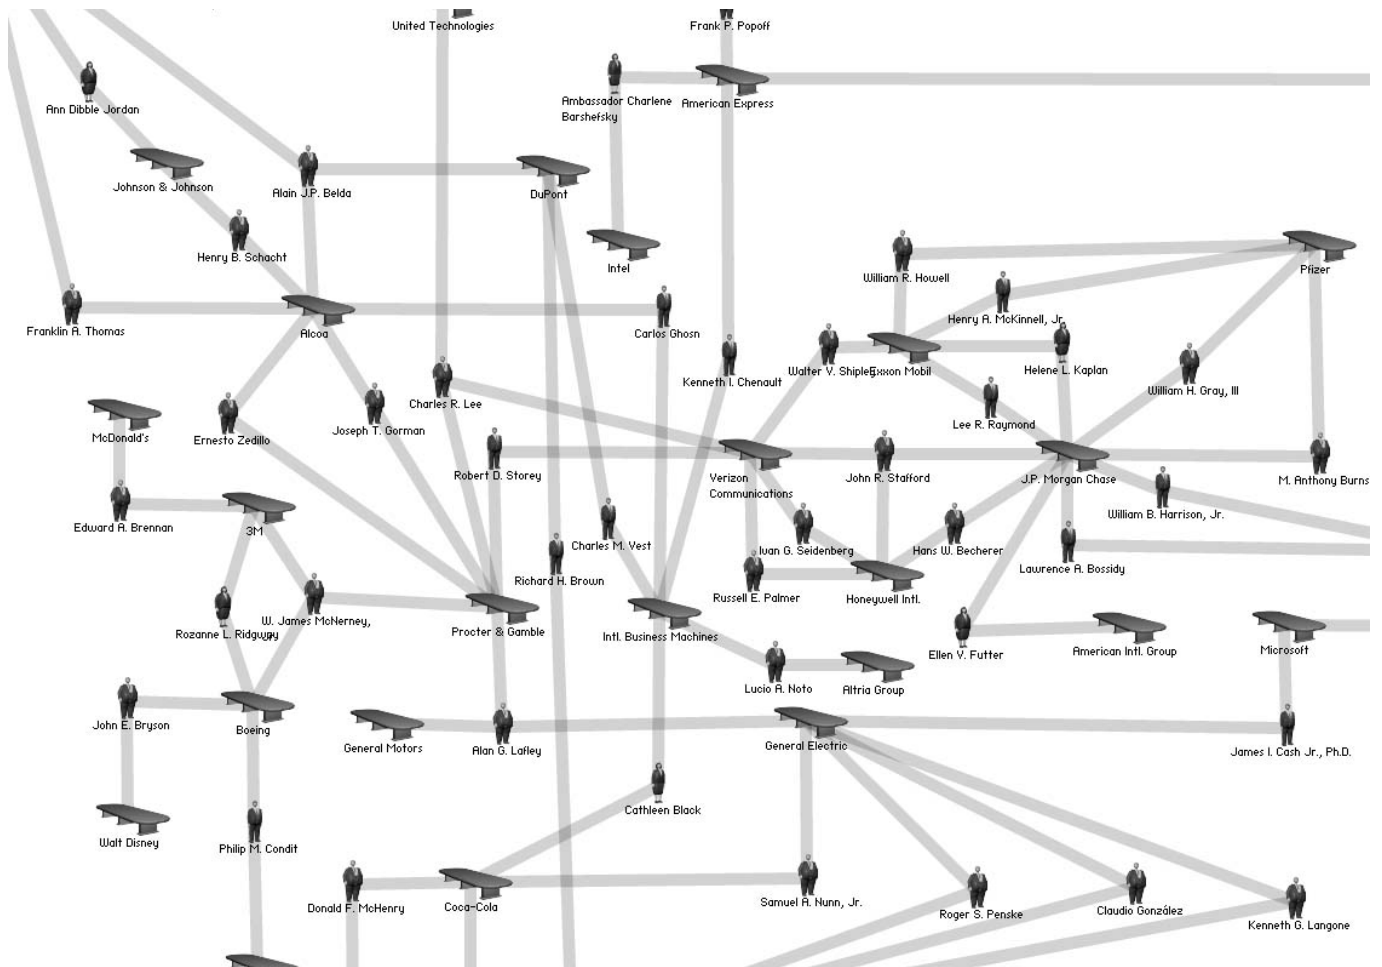 United Technologies
Frank P. Popoff
Ann Dibble Jordan
Ambassador Charlene
Barshefsky
American Express
Johnson & Johnson
Alain J.P. Belda
DuPont
Henry B. Schacht
Intel
William R. Howell
Pfizer
Franklin A. Thomas
Alcoa
Carlos Ghosn
Henry A. McKinnell, Jr.
Kenneth I. Chenault
Walter V. Shipley
Exxon Mobil
Helene L. Kaplan
William H. Gray, III
Charles R. Lee
McDonald's
Ernesto Zedillo
Joseph T. Gorman
Lee R. Raymond
Robert D. Storey
Verizon
Communications
John R. Stafford
J.P. Morgan Chase
M. Anthony Burns
Edward A. Brennan
3M
Charles M. Vest
Ivan G. Seidenberg
Hans W. Becherer
William B. Harrison, Jr.
Richard H. Brown
Lawrence A. Bossidy
Russell E. Palmer
Honeywell Intl.
Rozanne L. Ridgway
W. James McNerney,
Procter & Gamble
Intl. Business Machines
Ellen V. Futter
American Intl. Group
Microsoft
Lucio A. Noto
Altria Group
John E. Bryson
Boeing
General Motors
Alan G. Lafley
General Electric
James I. Cash Jr., Ph.D.
Cathleen Black
Walt Disney
Philip M. Condit
Donald F. McHenry
Coca-Cola
Samuel A. Nunn, Jr.
Roger S. Penske
Claudio González
Kenneth G. Langone